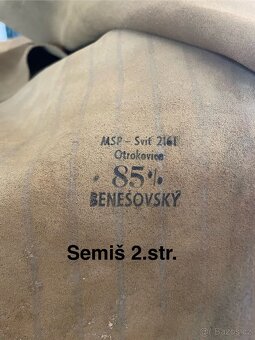 MSP - Svit 2161
Otrokovice
85%
BENEŠOVSKÝ
Semiš 2.str.